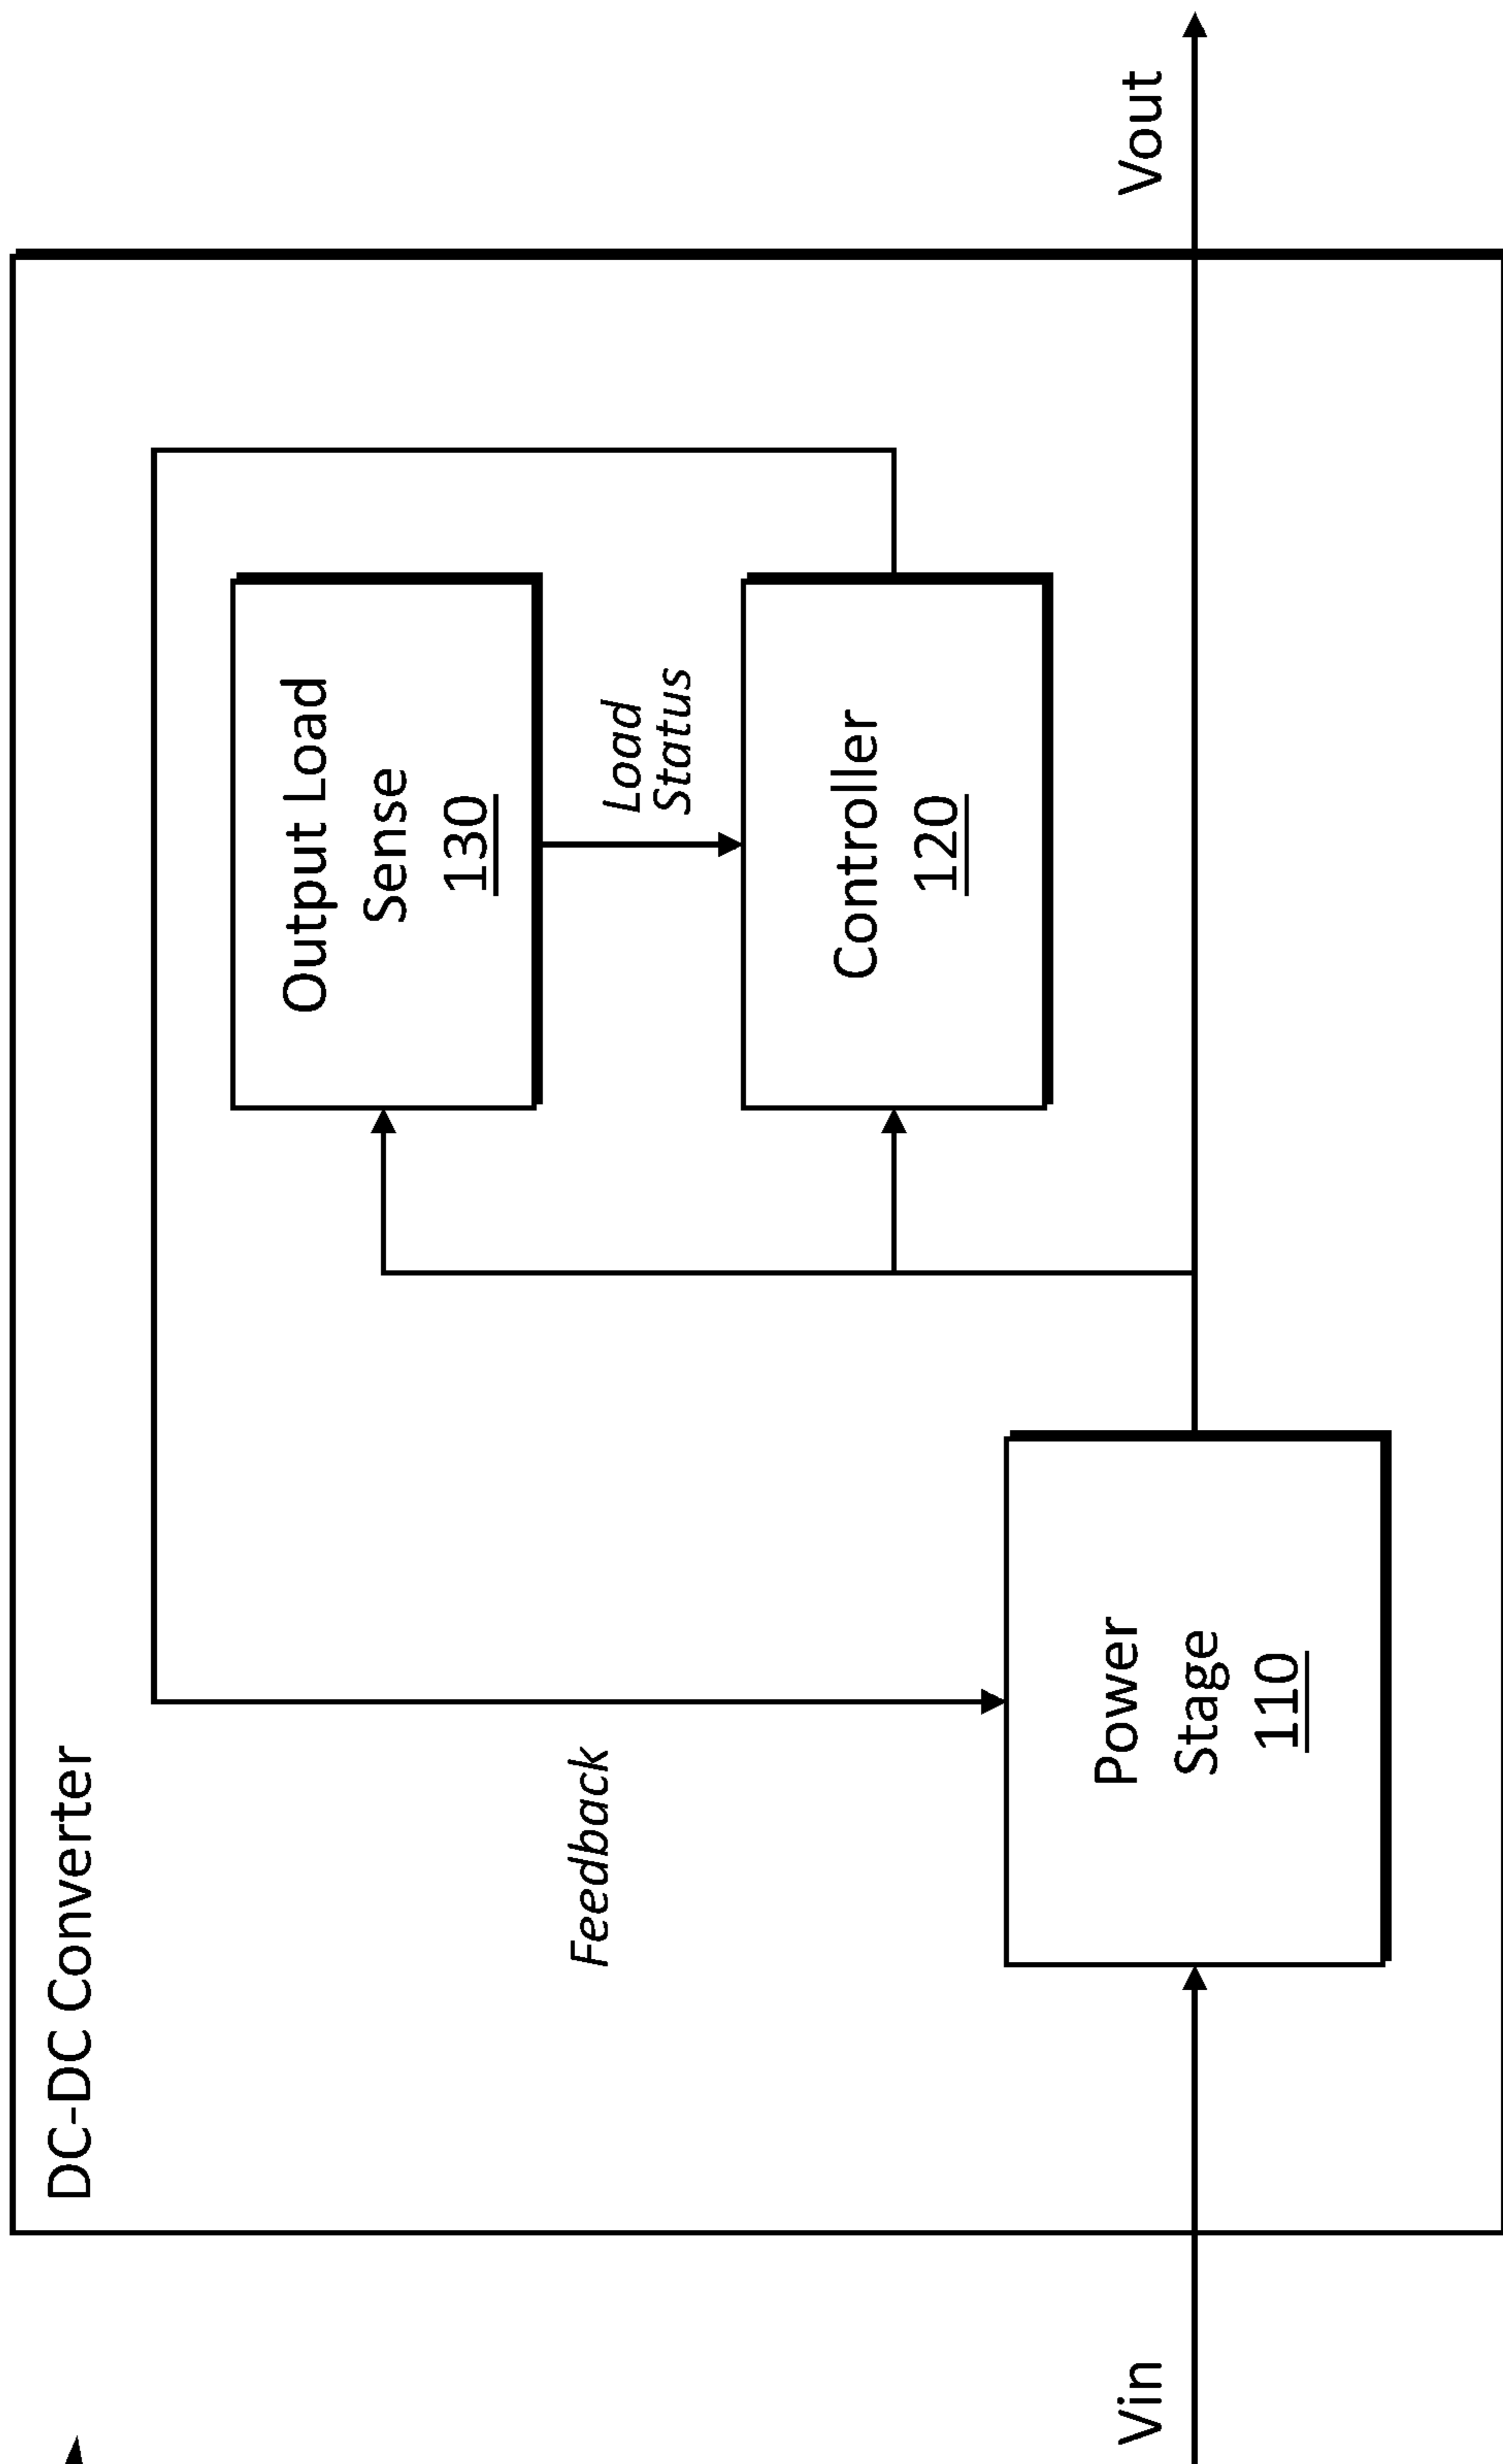 DC-DC Converter
Output Load
Sense
130
Load
Status
Feedback
Controller
120
Vin
Power
Stage
110
Vout